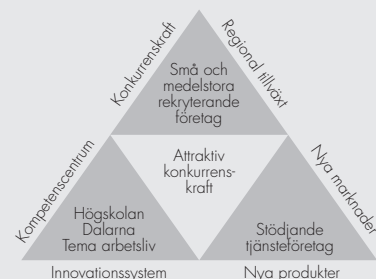 Konkurrenskraft
Regional tillväxt
Små och
medelstora
rekryterande
företag
Kompetenscentrum
Nya marknader
Attraktiv
konkurrens-
kraft
Högskolan
Dalarna
Tema arbetsliv
Stödjande
tjänsteföretag
Innovationssystem
Nya produkter